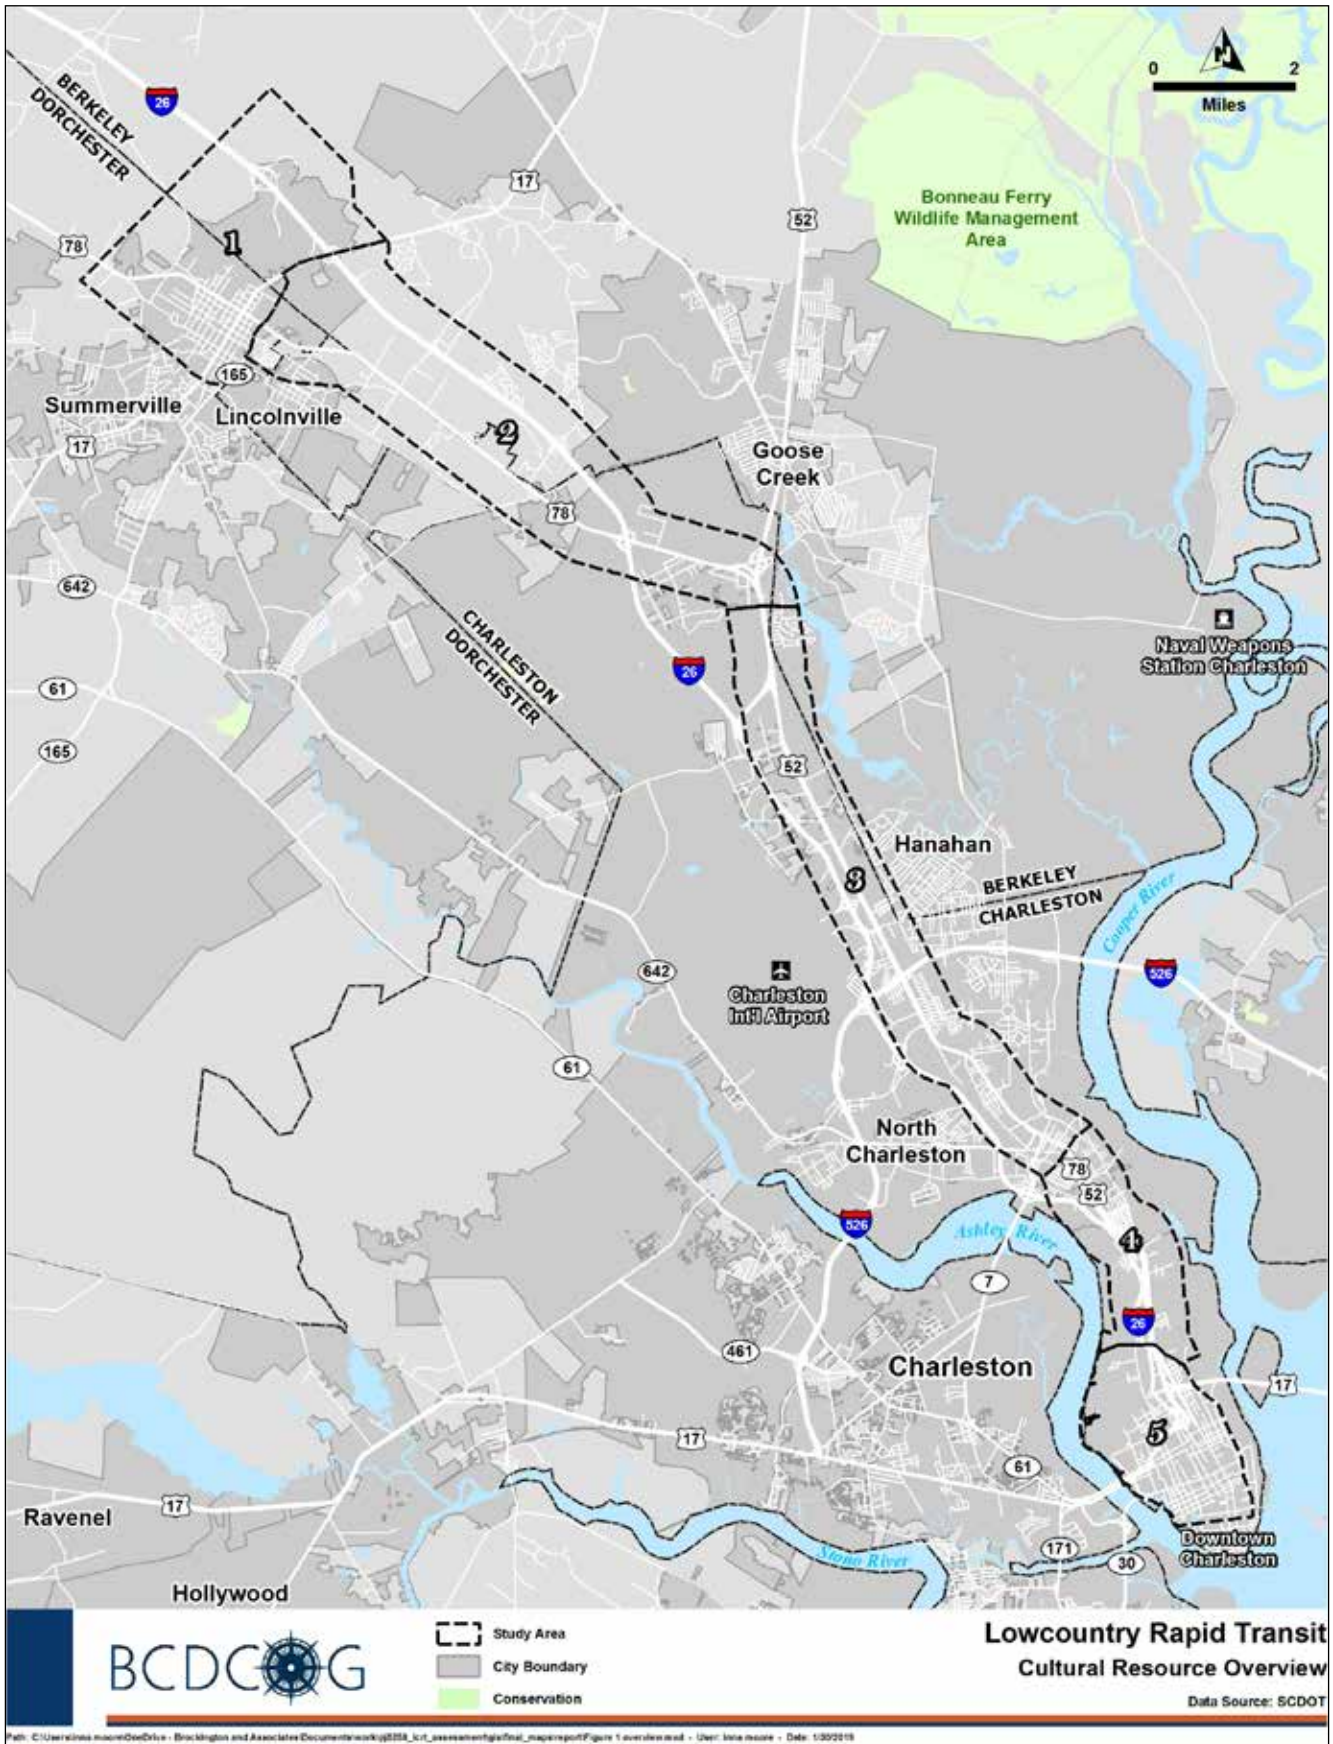 N
0 2
Miles
BERKELEY
DORCHESTER
26
17
52
Bonneau Ferry
Wildlife Management
Area
78
1
165
Summerville
Lincolnville
17
2
Goose
Creek
78
642
CHARLESTON
DORCHESTER
Naval Weapons
Station Charleston
26
61
165
52
Hanahan
3
BERKELEY
CHARLESTON
Cooper River
642
Charleston
Int'l Airport
526
61
North
Charleston
78
52
526
Ashley River
4
7
26
461
Charleston
17
17
5
61
Ravenel
17
Downtown
Charleston
Stono River
171
30
Hollywood
BCDCOG
Study Area
City Boundary
Conservation
Lowcountry Rapid Transit
Cultural Resource Overview
Data Source: SCDOT